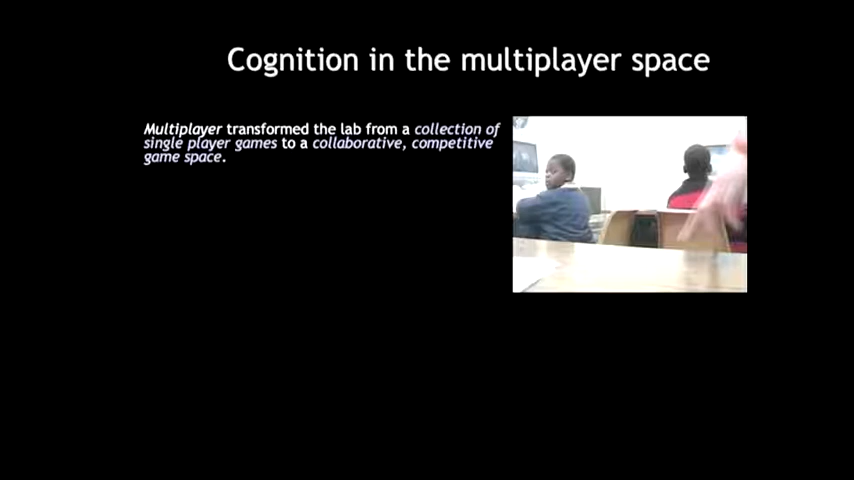 Cognition in the multiplayer space
Multiplayer transformed the lab from a collection of
single player games to a collaborative, competitive
game space.